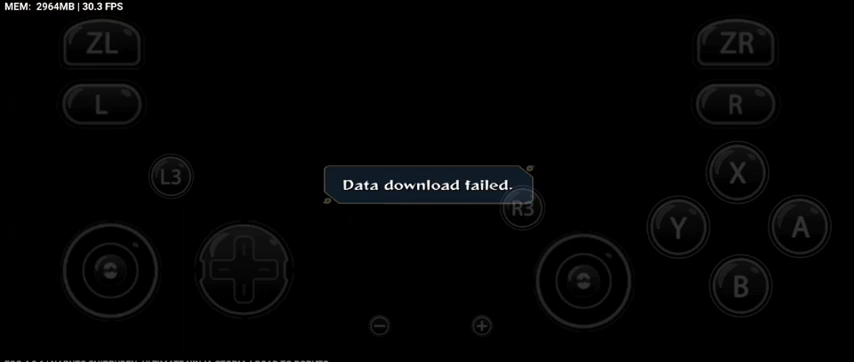 MEM: 2964MB | 30.3 FPS
ZL
ZR
L
R
L3
X
Data download failed.
R3
Y
A
B